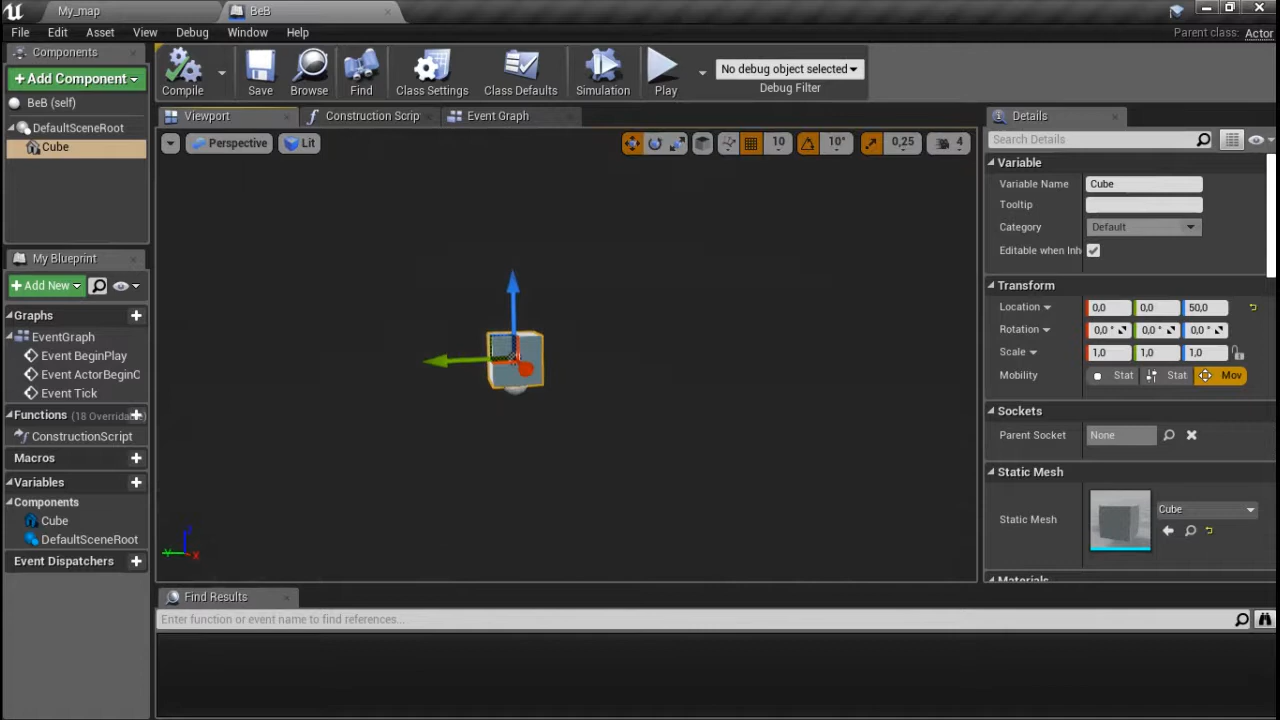 My_map
BeB
File Edit Asset View Debug Window Help
Parent class: Actor
Components
+ Add Component
BeB (self)
DefaultSceneRoot
Cube
My Blueprint
+ Add New
Graphs
EventGraph
Event BeginPlay
Event ActorBeginO
Event Tick
Functions (18 Overrida
ConstructionScript
Macros
Variables
Components
Cube
DefaultSceneRoot
Event Dispatchers
Compile
Save
Browse
Find
Class Settings
Class Defaults
Simulation
Play
No debug object selected
Debug Filter
Viewport
Construction Scrip
Event Graph
Perspective
Lit
10
10°
0,25
4
Z
Y
X
Find Results
Enter function or event name to find references...
Details
Search Details
Variable
Variable Name Cube
Tooltip
Category Default
Editable when Inh
Transform
Location 0,0 0,0 50,0
Rotation 0,0 ° 0,0 ° 0,0 °
Scale 1,0 1,0 1,0
Mobility Stat Stat Mov
Sockets
Parent Socket None
Static Mesh
Static Mesh Cube
Materials